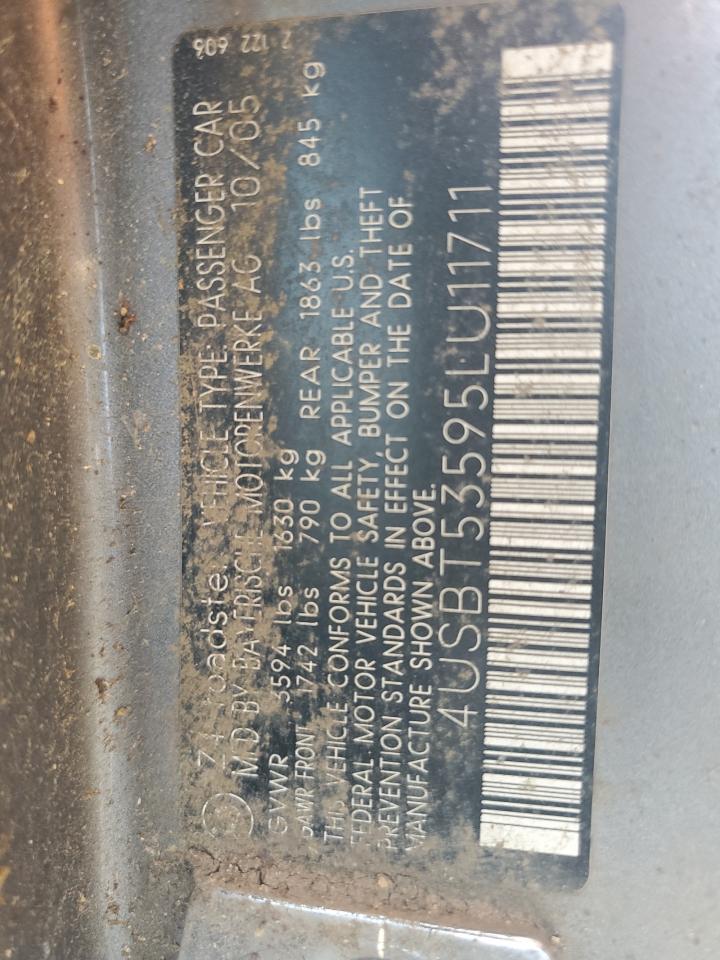 2 122 606
Z4 roadster VEHICLE TYPE: PASSENGER CAR
MFD BY BAYERISCHE MOTORENWERKE AG 10/05
GVWR 3594 lbs 1630 kg
GAWR FRONT 1742 lbs 790 kg REAR 1863 lbs 845 kg
THIS VEHICLE CONFORMS TO ALL APPLICABLE U.S.
FEDERAL MOTOR VEHICLE SAFETY, BUMPER AND THEFT
PREVENTION STANDARDS IN EFFECT ON THE DATE OF
MANUFACTURE SHOWN ABOVE.
4USBT53595LU11711